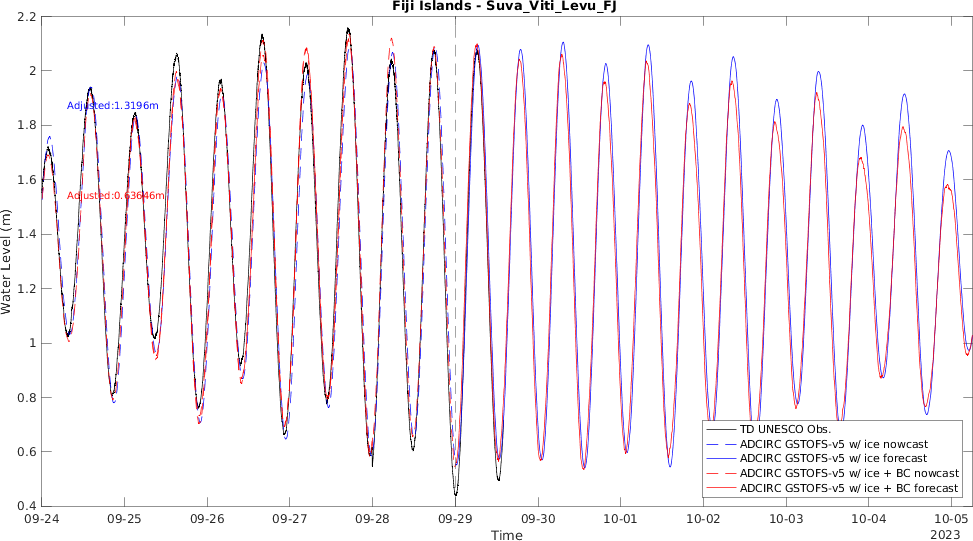 Fiji Islands - Suva_Viti_Levu_FJ
2.2
2
1.8
1.6
1.4
1.2
1
0.8
0.6
0.4
Water Level (m)
Adjusted:1.3196m
Adjusted:0.63646m
TD UNESCO Obs.
ADCIRC GSTOFS-v5 w/ ice nowcast
ADCIRC GSTOFS-v5 w/ ice forecast
ADCIRC GSTOFS-v5 w/ ice + BC nowcast
ADCIRC GSTOFS-v5 w/ ice + BC forecast
09-24 09-25 09-26 09-27 09-28 09-29 09-30 10-01 10-02 10-03 10-04 10-05
Time 2023